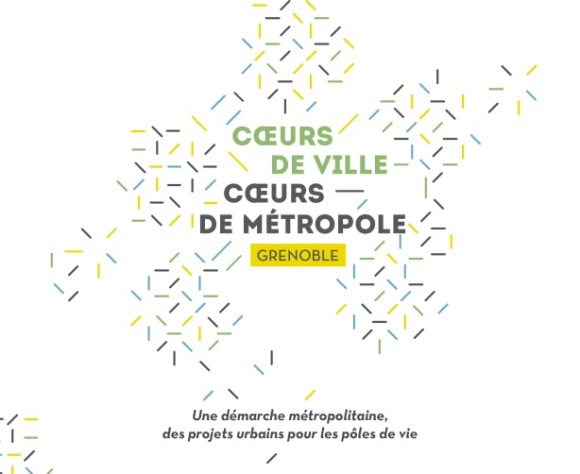 CŒURS
DE VILLE
CŒURS
DE MÉTROPOLE
GRENOBLE
Une démarche métropolitaine,
des projets urbains pour les pôles de vie